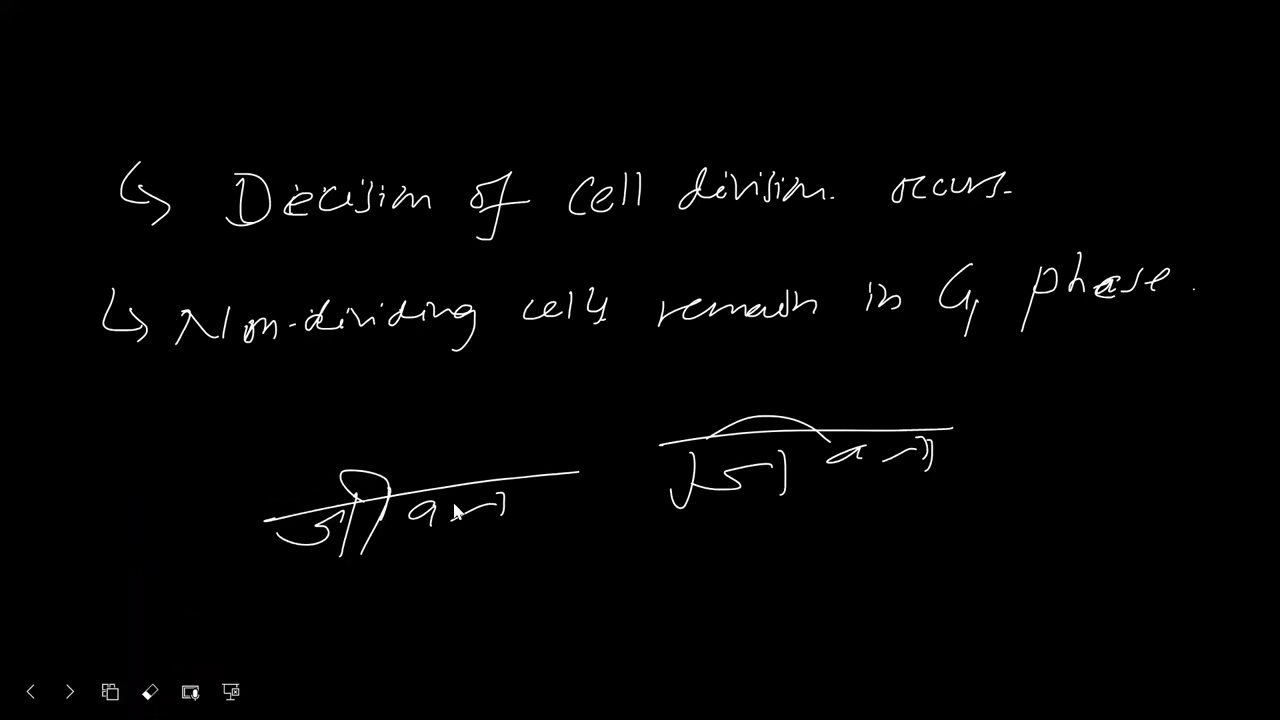 ↳ Decision of cell division. occurs.
↳ Non-dividing cells remain in G₁ phase.